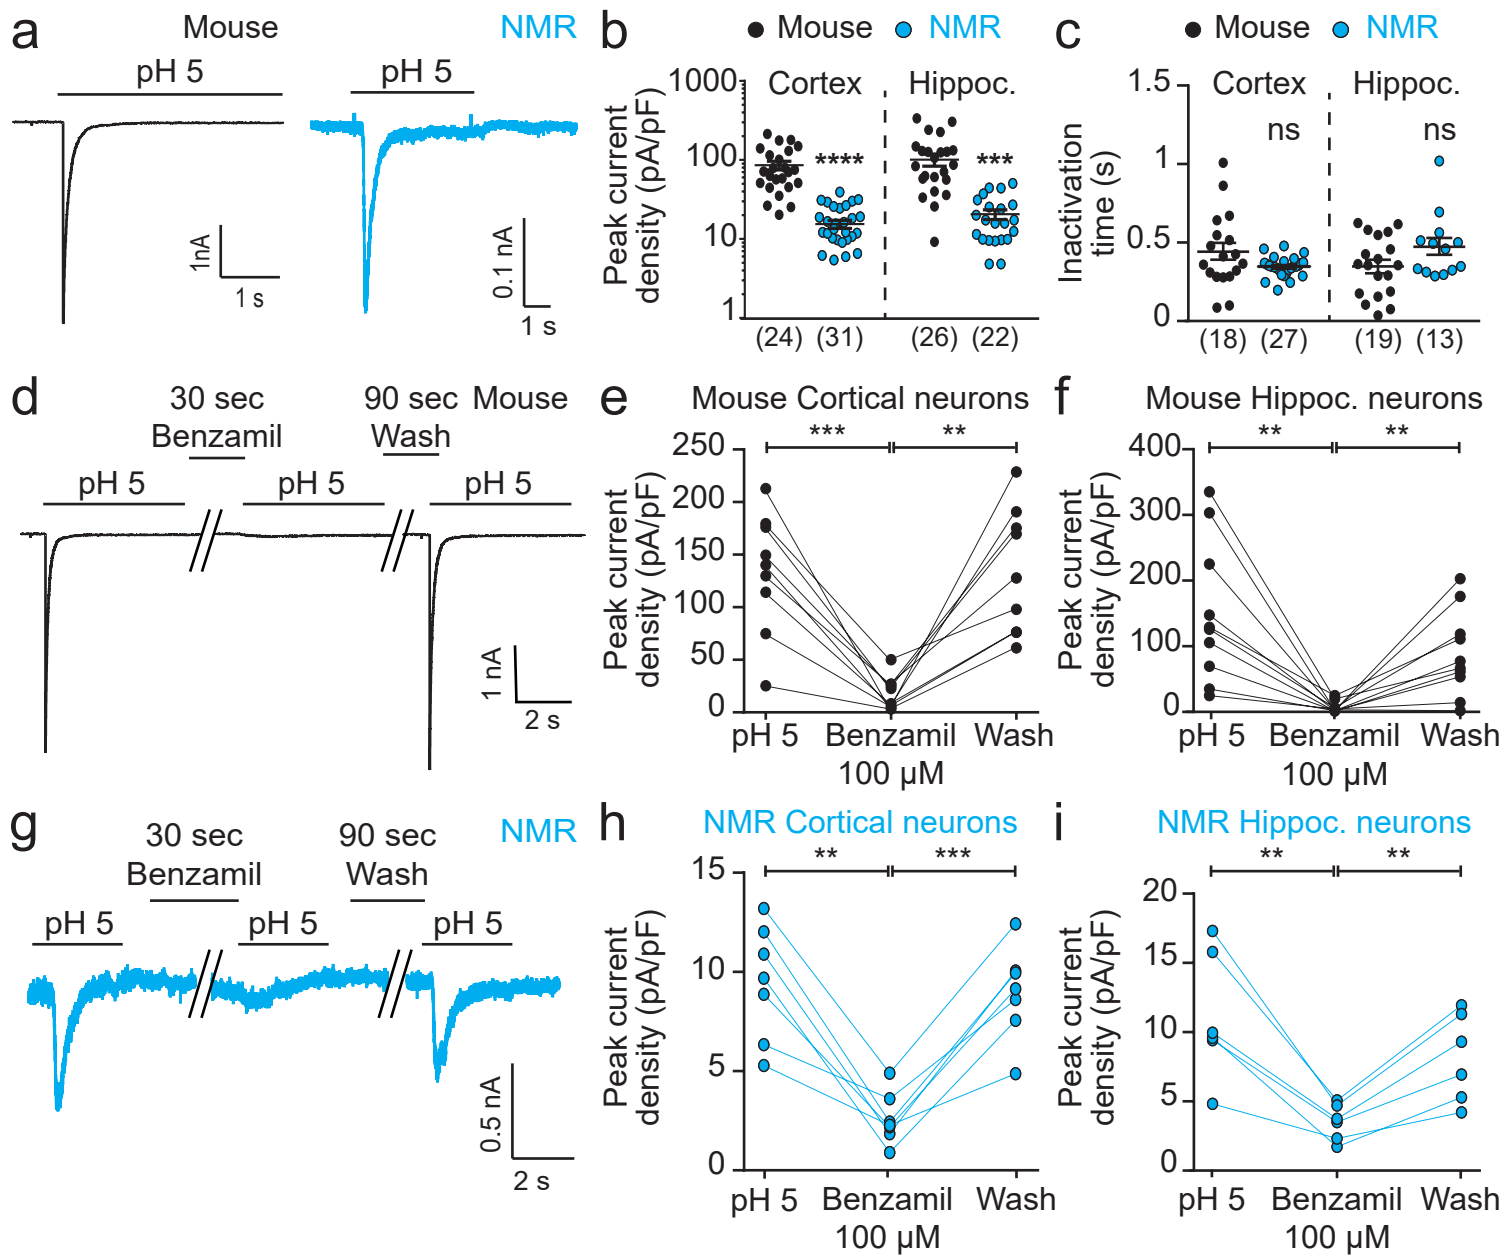 a
Mouse
NMR
pH 5
pH 5
1nA
1 s
0.1 nA
1 s
b
Mouse
NMR
Peak current
density (pA/pF)
1000
100
10
1
Cortex
Hippoc.
****
***
(24)
(31)
(26)
(22)
c
Mouse
NMR
Inactivation
time (s)
1.5
1
0.5
0
Cortex
Hippoc.
ns
ns
(18)
(27)
(19)
(13)
d
30 sec
Benzamil
90 sec
Wash
Mouse
pH 5
pH 5
pH 5
1 nA
2 s
e
Mouse Cortical neurons
*** **
Peak current
density (pA/pF)
250
200
150
100
50
0
pH 5
Benzamil
100 µM
Wash
f
Mouse Hippoc. neurons
** **
Peak current
density (pA/pF)
400
300
200
100
0
pH 5
Benzamil
100 µM
Wash
g
30 sec
Benzamil
90 sec
Wash
NMR
pH 5
pH 5
pH 5
0.5 nA
2 s
h
NMR Cortical neurons
** ***
Peak current
density (pA/pF)
15
10
5
0
pH 5
Benzamil
100 µM
Wash
i
NMR Hippoc. neurons
** **
Peak current
density (pA/pF)
20
15
10
5
0
pH 5
Benzamil
100 µM
Wash